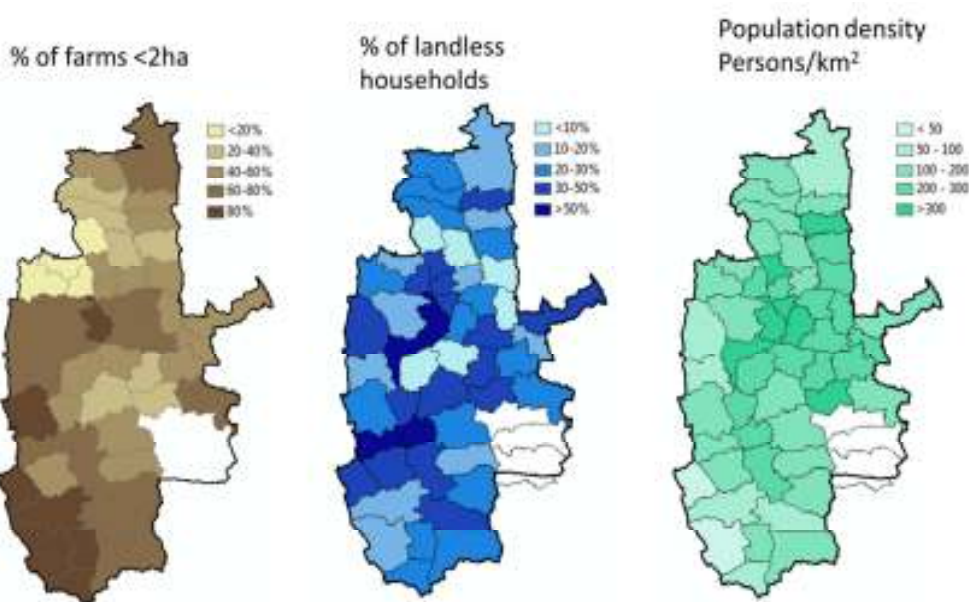 % of farms <2ha
<20%
20-40%
40-60%
60-80%
80%
% of landless
households
<10%
10-20%
20-30%
30-50%
>50%
Population density
Persons/km²
< 50
50 - 100
100 - 200
200 - 300
>300